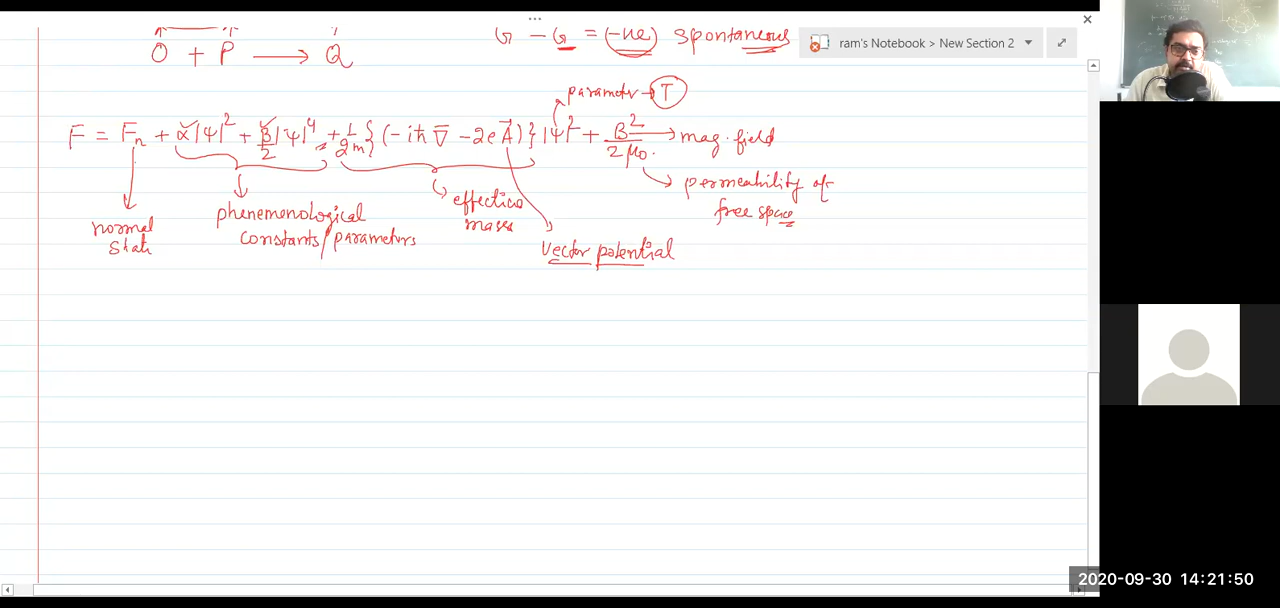 G - G = (-ve) spontaneous
O + P → Q
ram's Notebook > New Section 2
parameter → T
F = Fn + α|ψ|² + β/2 |ψ|⁴ + 1/2m {(-iħ ∇ - 2e A)} |ψ|² + B²/2μ₀ → mag. field
normal state
phenemenological constants/parameters
effective mass
vector potential
permeability of free space
2020-09-30 14:21:50